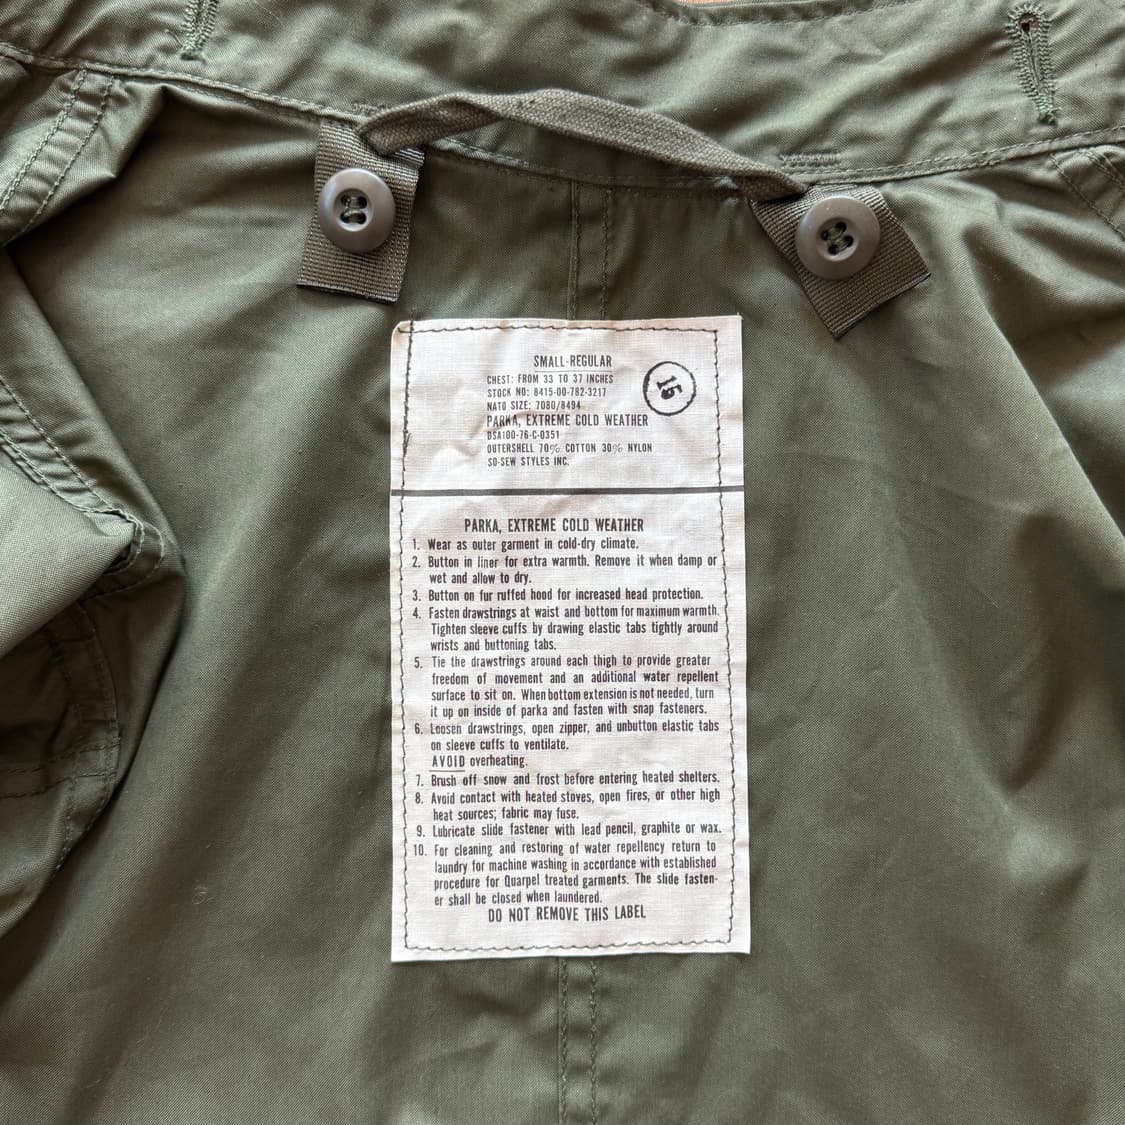 SMALL-REGULAR
CHEST: FROM 33 TO 37 INCHES
STOCK NO: 8415-00-782-3217
NATO SIZE: 7080/8494
PARKA, EXTREME COLD WEATHER
DSA100-76-C-0351
OUTERSHELL 70% COTTON 30% NYLON
SO-SEW STYLES INC.
15
PARKA, EXTREME COLD WEATHER
1. Wear as outer garment in cold-dry climate.
2. Button in liner for extra warmth. Remove it when damp or
wet and allow to dry.
3. Button on fur ruffed hood for increased head protection.
4. Fasten drawstrings at waist and bottom for maximum warmth.
Tighten sleeve cuffs by drawing elastic tabs tightly around
wrists and buttoning tabs.
5. Tie the drawstrings around each thigh to provide greater
freedom of movement and an additional water repellent
surface to sit on. When bottom extension is not needed, turn
it up on inside of parka and fasten with snap fasteners.
6. Loosen drawstrings, open zipper, and unbutton elastic tabs
on sleeve cuffs to ventilate.
AVOID overheating.
7. Brush off snow and frost before entering heated shelters.
8. Avoid contact with heated stoves, open fires, or other high
heat sources; fabric may fuse.
9. Lubricate slide fastener with lead pencil, graphite or wax.
10. For cleaning and restoring of water repellency return to
laundry for machine washing in accordance with established
procedure for Quarpel treated garments. The slide fasten-
er shall be closed when laundered.
DO NOT REMOVE THIS LABEL